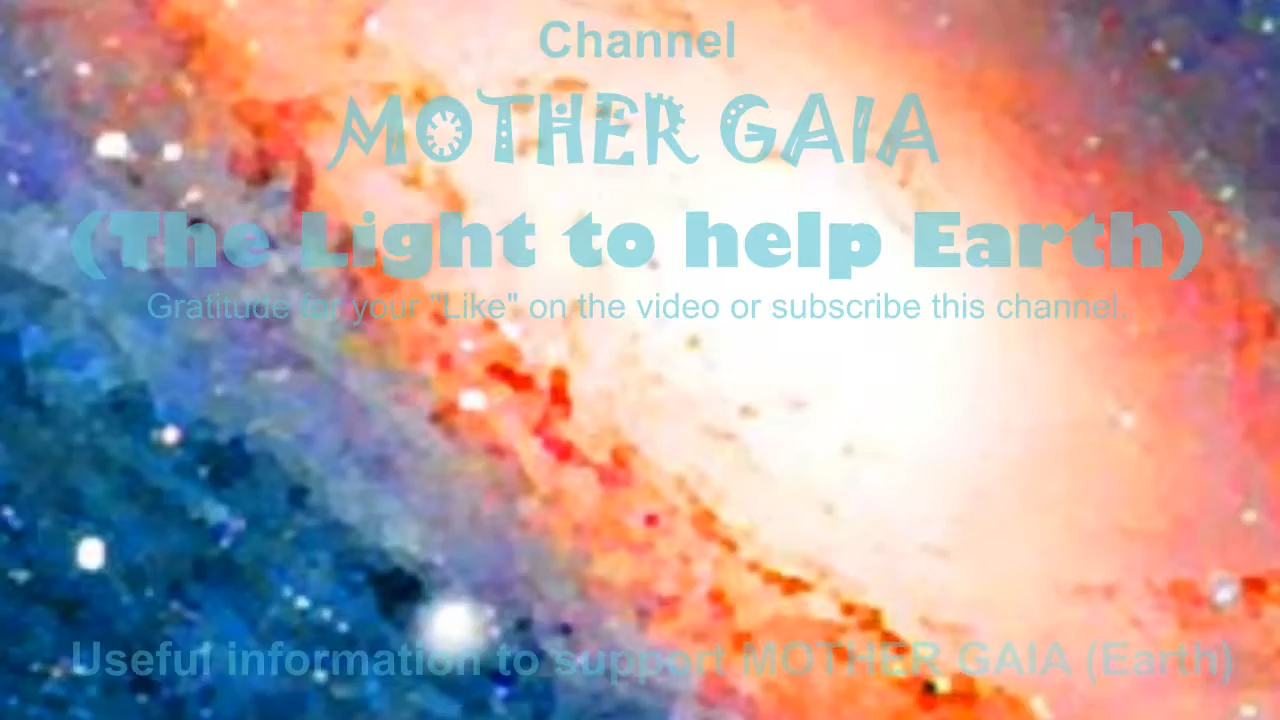 Channel
MOTHER GAIA
(The Light to help Earth)
Gratitude for your "Like" on the video or subscribe this channel.
Useful information to support MOTHER GAIA (Earth)